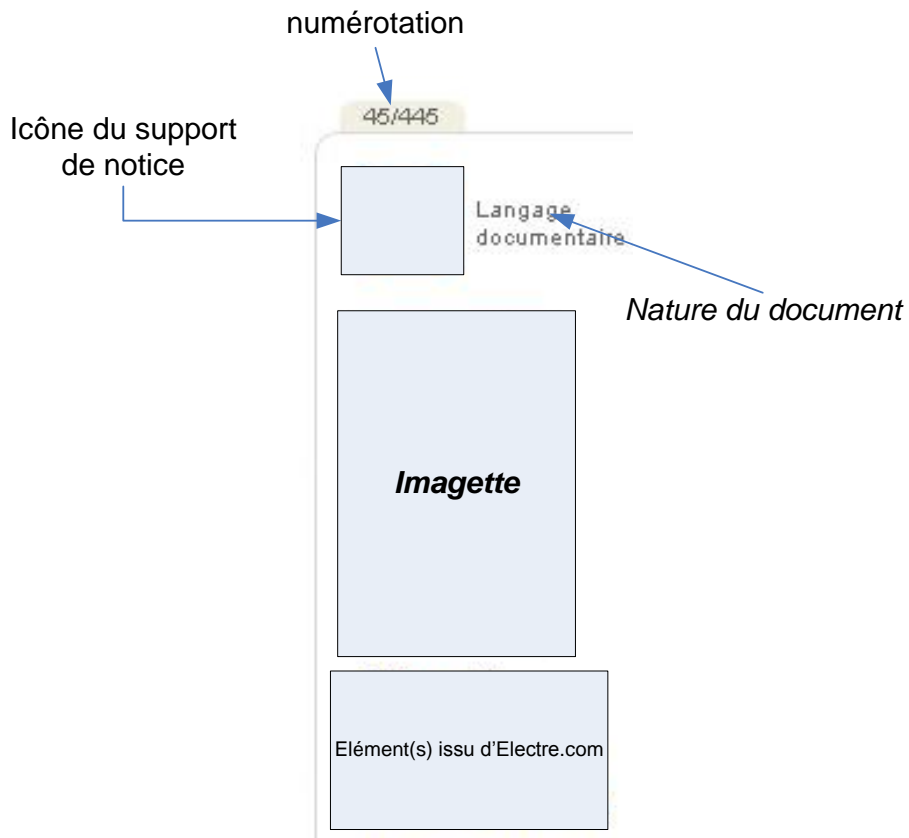 numérotation
45/445
Icône du support
de notice
Langage
documentaire
Nature du document
Imagette
Elément(s) issu d'Electre.com